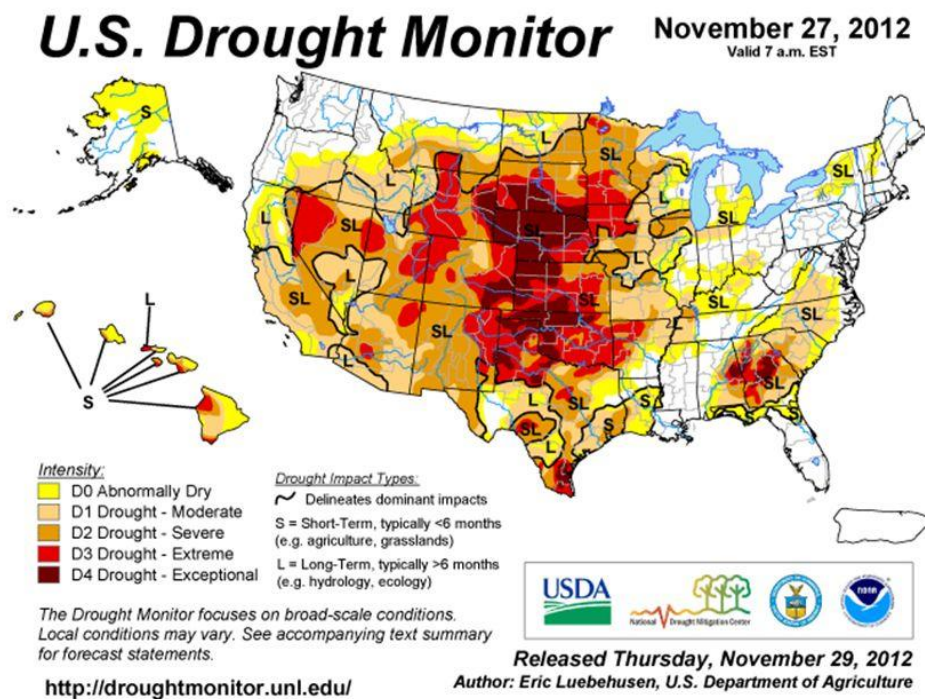 U.S. Drought Monitor
November 27, 2012
Valid 7 a.m. EST
S
L
S
L
L
SL
L
SL
L
SL
SL
SL
L
SL
SL
L
SL
SL
L
SL
L
SL
SL
L
L
SL
S
S
S
S
SL
Intensity:
D0 Abnormally Dry
D1 Drought - Moderate
D2 Drought - Severe
D3 Drought - Extreme
D4 Drought - Exceptional
Drought Impact Types:
Delineates dominant impacts
S = Short-Term, typically <6 months
(e.g. agriculture, grasslands)
L = Long-Term, typically >6 months
(e.g. hydrology, ecology)
The Drought Monitor focuses on broad-scale conditions.
Local conditions may vary. See accompanying text summary
for forecast statements.
http://droughtmonitor.unl.edu/
USDA
National Drought Mitigation Center
NOAA
Released Thursday, November 29, 2012
Author: Eric Luebehusen, U.S. Department of Agriculture